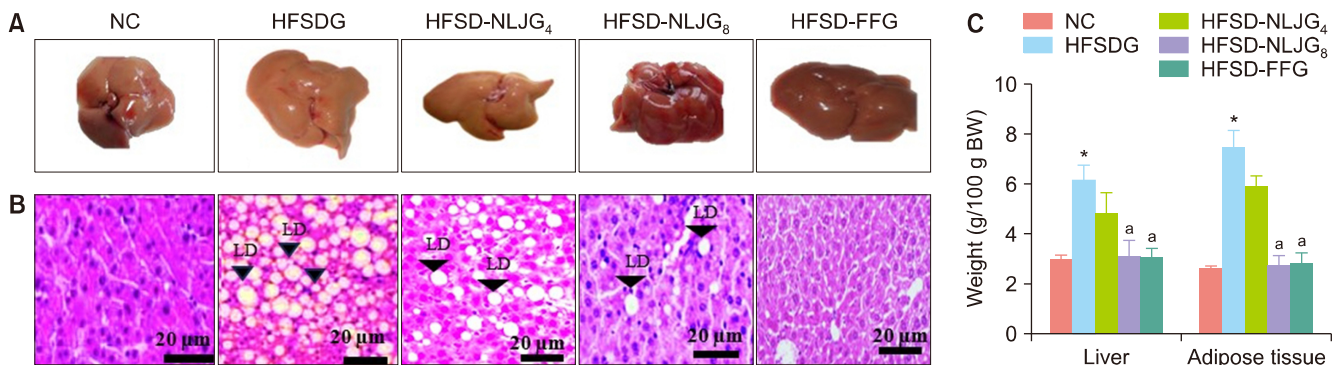 A
NC
HFSDG
HFSD-NLJG₄
HFSD-NLJG₈
HFSD-FFG
B
LD
LD
LD
LD
LD
LD
20 µm
20 µm
20 µm
20 µm
20 µm
C
NC
HFSDG
HFSD-NLJG₄
HFSD-NLJG₈
HFSD-FFG
Weight (g/100 g BW)
10
8
6
4
2
0
*
a
a
*
a
a
Liver
Adipose tissue